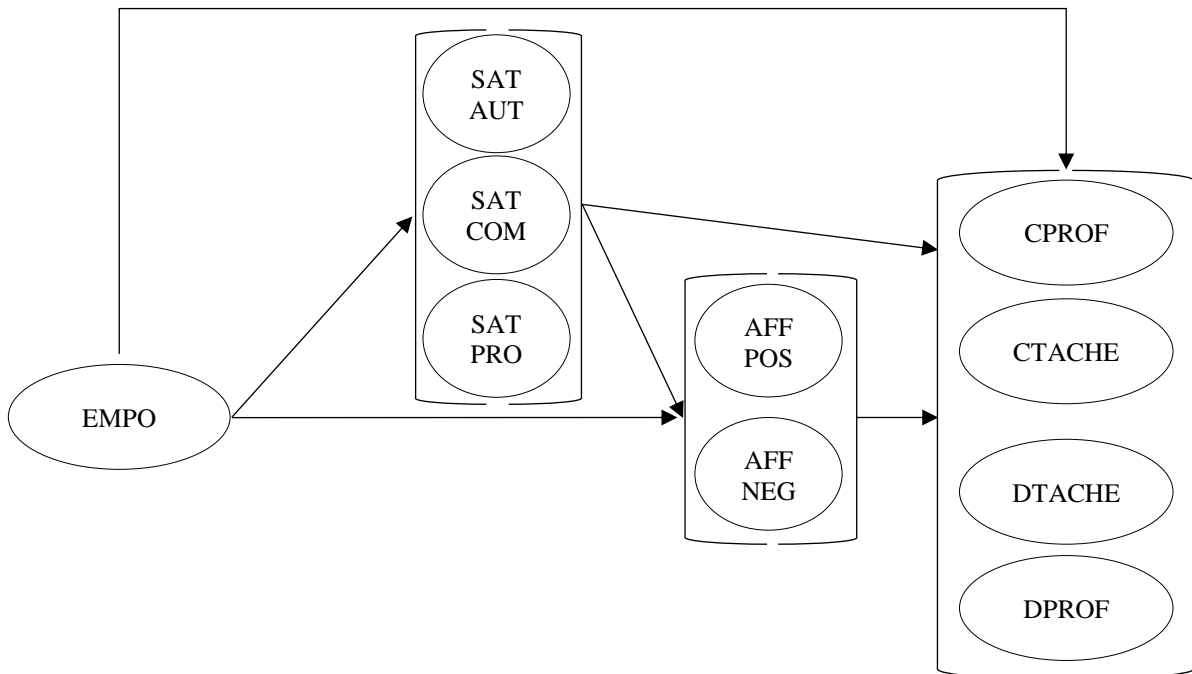 SAT
AUT
SAT
COM
SAT
PRO
EMPO
AFF
POS
AFF
NEG
CPROF
CTACHE
DTACHE
DPROF